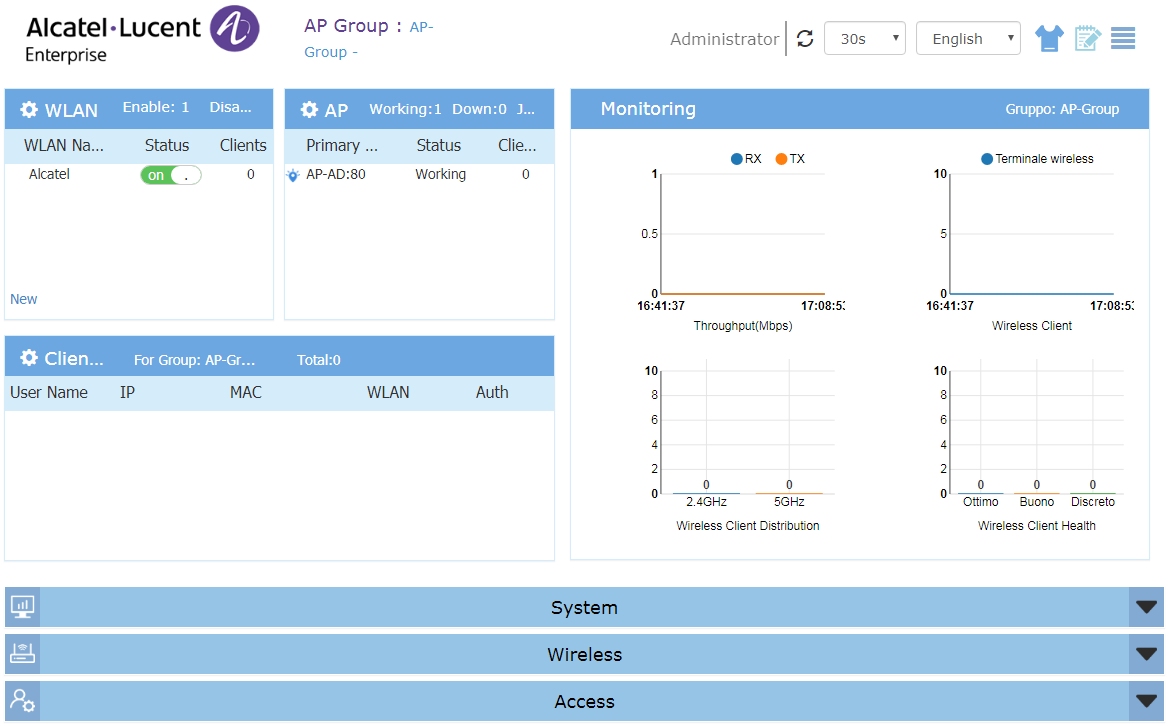 Alcatel·Lucent
Enterprise
AP Group : AP-
Group -
Administrator
30s
English
WLAN Enable: 1 Disa...
WLAN Na... Status Clients
Alcatel on . 0
New
AP Working:1 Down:0 J...
Primary ... Status Clie...
AP-AD:80 Working 0
Clien... For Group: AP-Gr... Total:0
User Name IP MAC WLAN Auth
Monitoring Gruppo: AP-Group
RX TX
1
0.5
0
16:41:37 17:08:53
Throughput(Mbps)
Terminale wireless
10
5
0
16:41:37 17:08:53
Wireless Client
10
8
6
4
2
0
0 0
2.4GHz 5GHz
Wireless Client Distribution
10
8
6
4
2
0
0 0 0
Ottimo Buono Discreto
Wireless Client Health
System
Wireless
Access